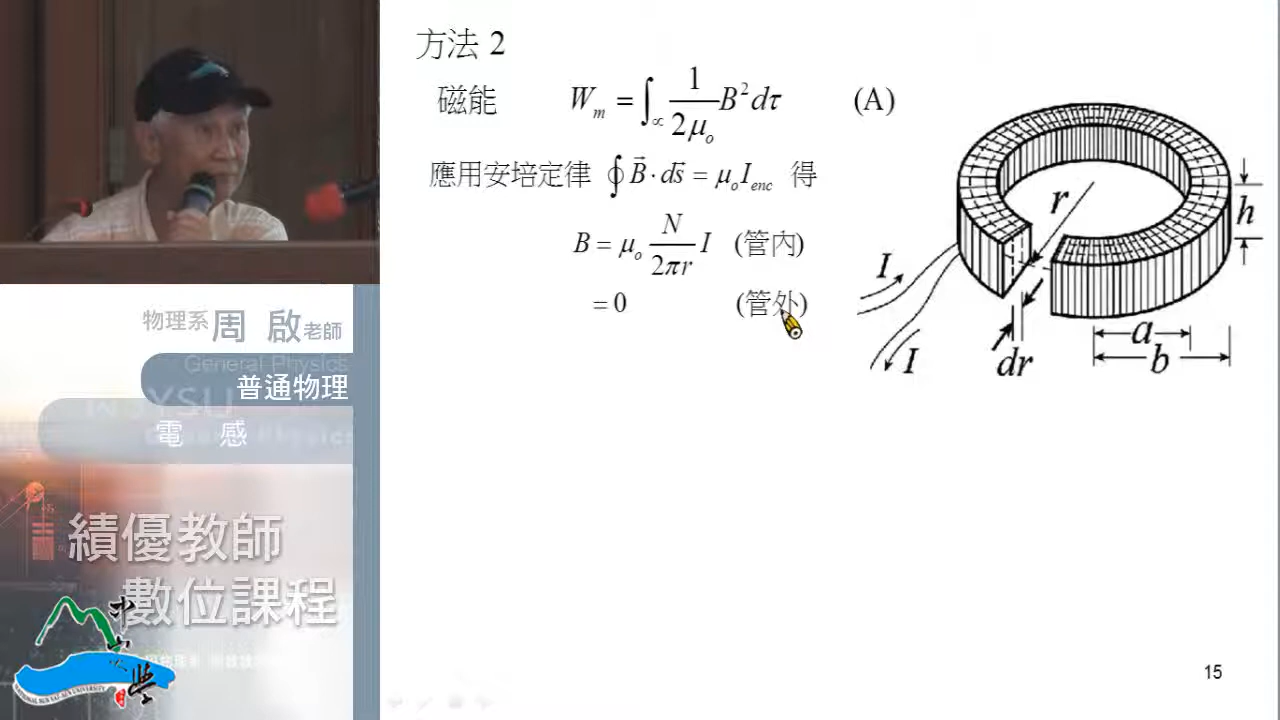 方法 2
磁能 W_m = ∫_∝ 1/(2μ_o) B² dτ (A)
應用安培定律 ∮ B⃗ · ds⃗ = μ_o I_enc 得
B = μ_o N/(2πr) I (管內)
= 0 (管外)
r
h
I
I
a
b
dr
物理系 周 啟 老師
General Physics
普通物理
電 感
績優教師
數位課程
15